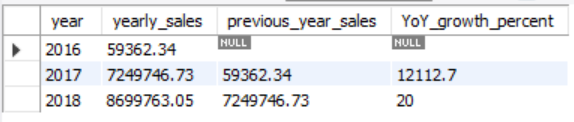 year yearly_sales previous_year_sales YoY_growth_percent
2016 59362.34 NULL NULL
2017 7249746.73 59362.34 12112.7
2018 8699763.05 7249746.73 20